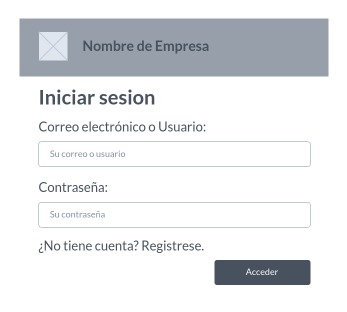 Nombre de Empresa
Iniciar sesion
Correo electrónico o Usuario:
Su correo o usuario
Contraseña:
Su contraseña
¿No tiene cuenta? Registrese.
Acceder